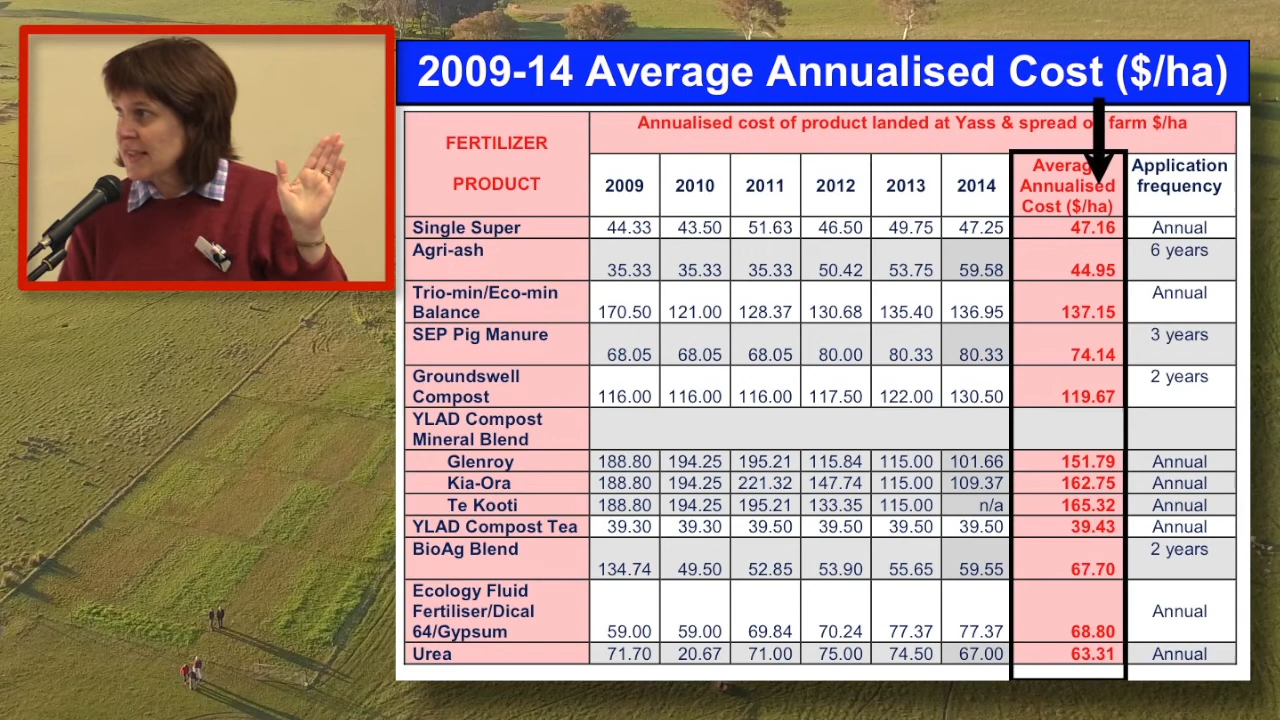 2009-14 Average Annualised Cost ($/ha)
FERTILIZER PRODUCT
Annualised cost of product landed at Yass & spread on farm $/ha
2009 2010 2011 2012 2013 2014 Average Annualised Cost ($/ha) Application frequency
Single Super 44.33 43.50 51.63 46.50 49.75 47.25 47.16 Annual
Agri-ash 35.33 35.33 35.33 50.42 53.75 59.58 44.95 6 years
Trio-min/Eco-min Balance 170.50 121.00 128.37 130.68 135.40 136.95 137.15 Annual
SEP Pig Manure 68.05 68.05 68.05 80.00 80.33 80.33 74.14 3 years
Groundswell Compost 116.00 116.00 116.00 117.50 122.00 130.50 119.67 2 years
YLAD Compost Mineral Blend
Glenroy 188.80 194.25 195.21 115.84 115.00 101.66 151.79 Annual
Kia-Ora 188.80 194.25 221.32 147.74 115.00 109.37 162.75 Annual
Te Kooti 188.80 194.25 195.21 133.35 115.00 n/a 165.32 Annual
YLAD Compost Tea 39.30 39.30 39.50 39.50 39.50 39.50 39.43 Annual
BioAg Blend 134.74 49.50 52.85 53.90 55.65 59.55 67.70 2 years
Ecology Fluid Fertiliser/Dical 64/Gypsum 59.00 59.00 69.84 70.24 77.37 77.37 68.80 Annual
Urea 71.70 20.67 71.00 75.00 74.50 67.00 63.31 Annual